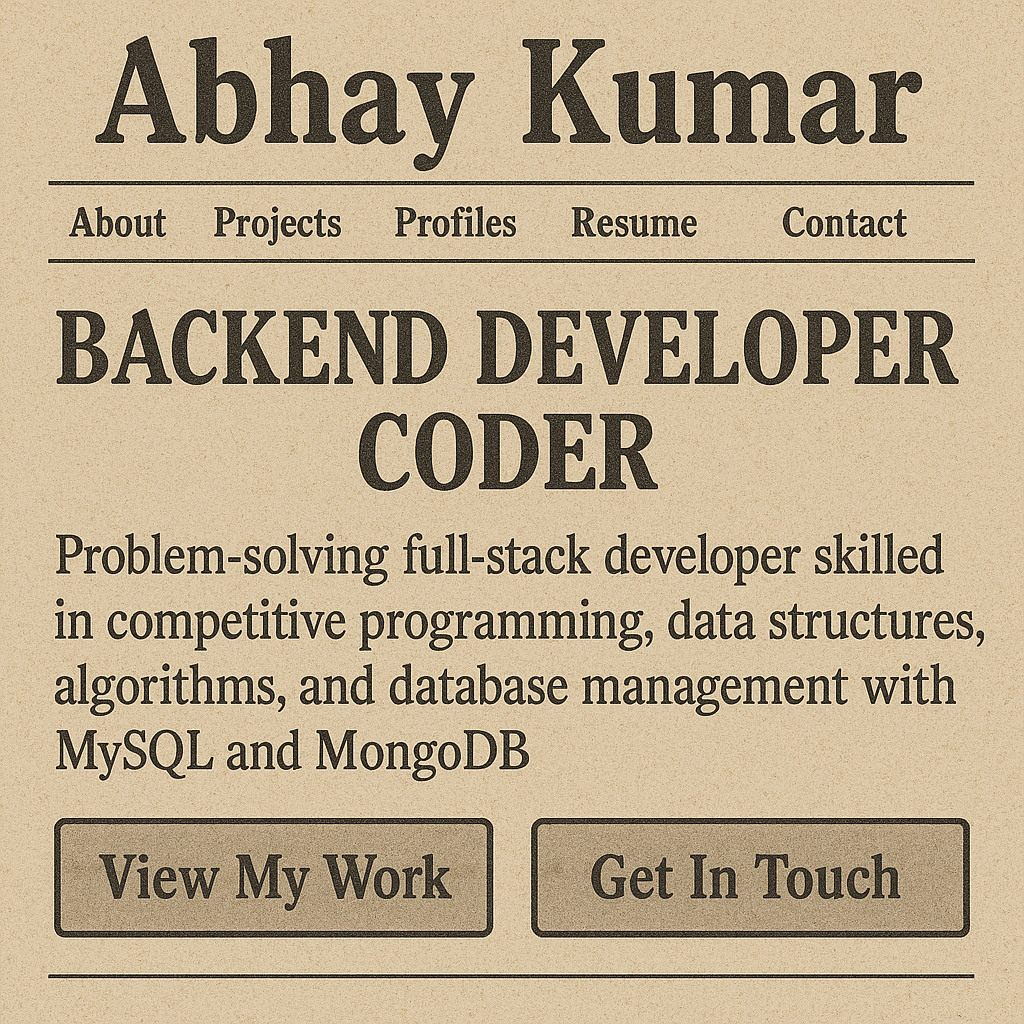 Abhay Kumar
About Projects Profiles Resume Contact
BACKEND DEVELOPER
CODER
Problem-solving full-stack developer skilled
in competitive programming, data structures,
algorithms, and database management with
MySQL and MongoDB
View My Work Get In Touch